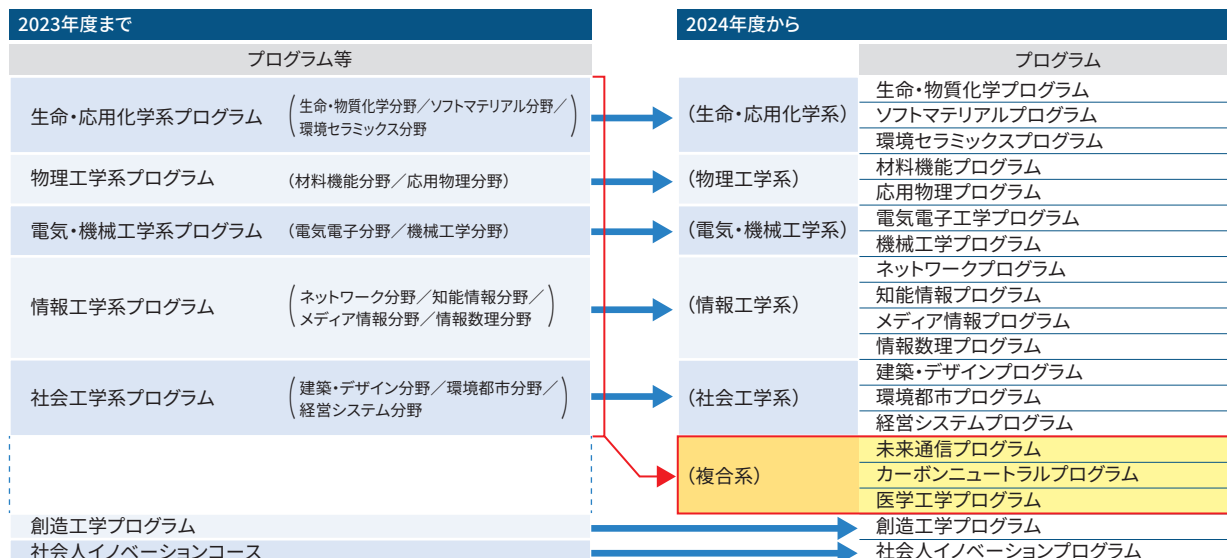 2023年度まで
プログラム等
生命・応用化学系プログラム
(生命・物質化学分野／ソフトマテリアル分野／
環境セラミックス分野)
物理工学系プログラム (材料機能分野／応用物理分野)
電気・機械工学系プログラム (電気電子分野／機械工学分野)
情報工学系プログラム
(ネットワーク分野／知能情報分野／
メディア情報分野／情報数理分野)
社会工学系プログラム
(建築・デザイン分野／環境都市分野／
経営システム分野)
創造工学プログラム
社会人イノベーションコース
2024年度から
プログラム
(生命・応用化学系)
生命・物質化学プログラム
ソフトマテリアルプログラム
環境セラミックスプログラム
(物理工学系)
材料機能プログラム
応用物理プログラム
(電気・機械工学系)
電気電子工学プログラム
機械工学プログラム
(情報工学系)
ネットワークプログラム
知能情報プログラム
メディア情報プログラム
情報数理プログラム
(社会工学系)
建築・デザインプログラム
環境都市プログラム
経営システムプログラム
(複合系)
未来通信プログラム
カーボンニュートラルプログラム
医学工学プログラム
創造工学プログラム
社会人イノベーションプログラム